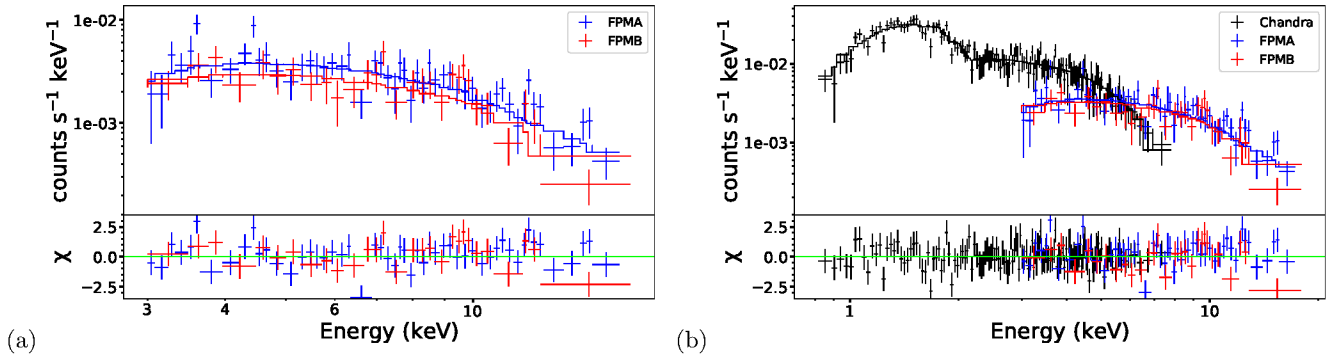 1e-02
1e-03
counts s⁻¹ keV⁻¹
FPMA
FPMB
2.5
0.0
−2.5
χ
3
4
6
10
Energy (keV)
(a)
1e-02
1e-03
counts s⁻¹ keV⁻¹
Chandra
FPMA
FPMB
2.5
0.0
−2.5
χ
1
10
Energy (keV)
(b)